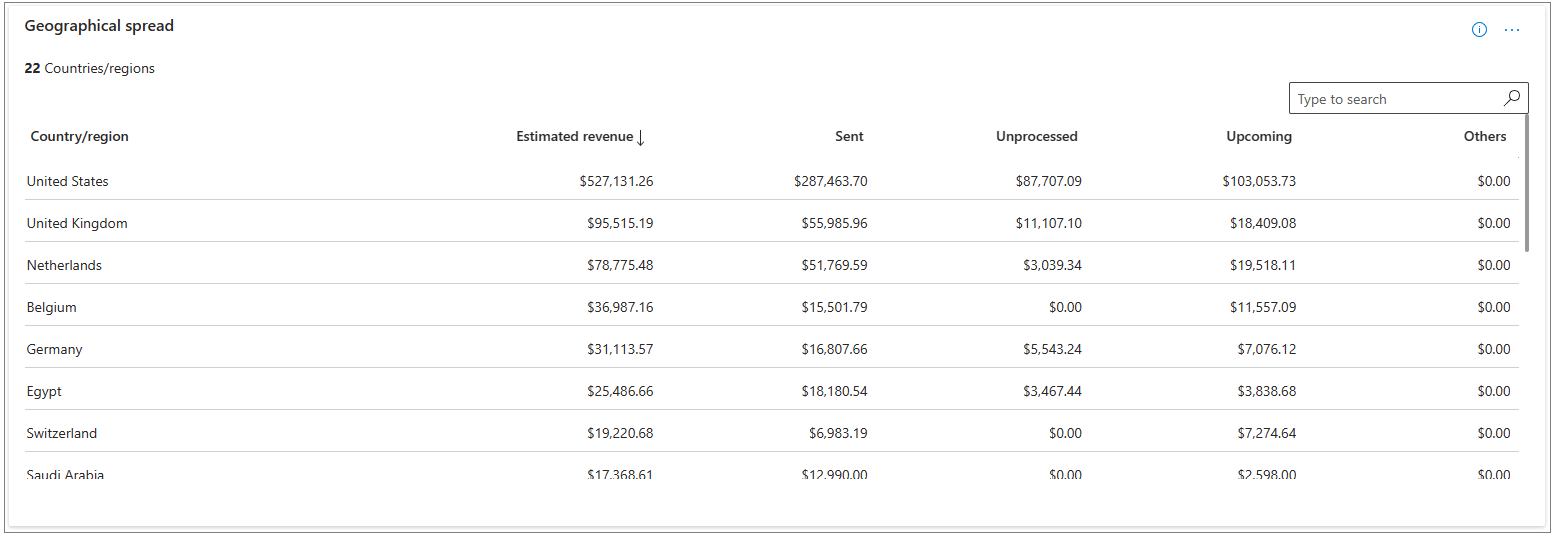 Geographical spread
22 Countries/regions
Type to search
Country/region Estimated revenue↓ Sent Unprocessed Upcoming Others
United States $527,131.26 $287,463.70 $87,707.09 $103,053.73 $0.00
United Kingdom $95,515.19 $55,985.96 $11,107.10 $18,409.08 $0.00
Netherlands $78,775.48 $51,769.59 $3,039.34 $19,518.11 $0.00
Belgium $36,987.16 $15,501.79 $0.00 $11,557.09 $0.00
Germany $31,113.57 $16,807.66 $5,543.24 $7,076.12 $0.00
Egypt $25,486.66 $18,180.54 $3,467.44 $3,838.68 $0.00
Switzerland $19,220.68 $6,983.19 $0.00 $7,274.64 $0.00
Saudi Arabia $17,368.61 $12,990.00 $0.00 $2,598.00 $0.00